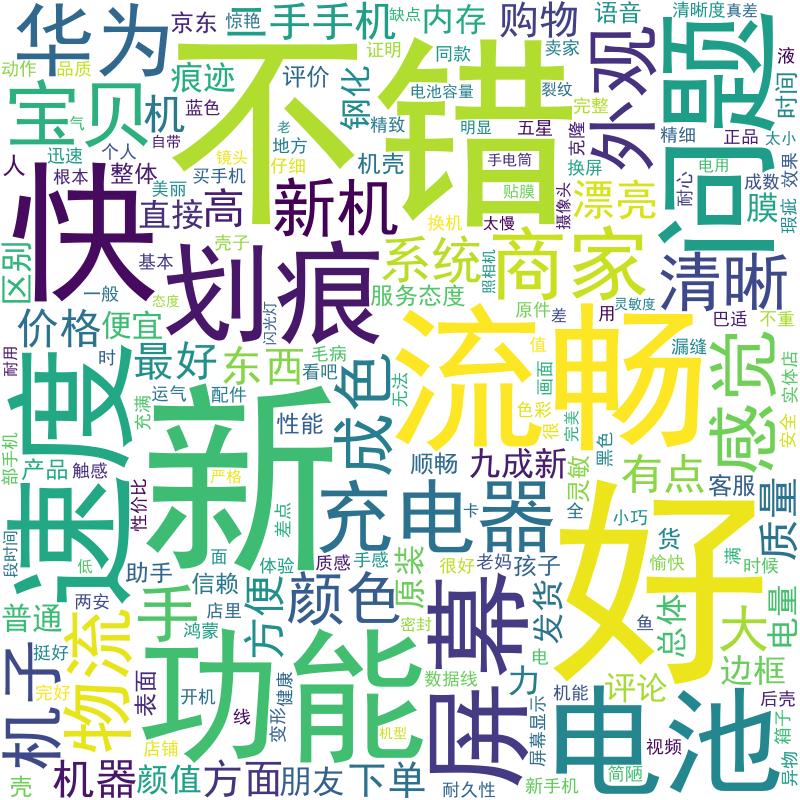 华为
京东
惊艳
二手手机
缺点
内存
购物
语音
清晰度
真差
动作
品质
痕迹
评价
钢化
证明
同款
卖家
外观
问题
液
时间
宝贝
气
机
蓝色
自带
不错
电池容量
裂纹
完整
精致
明显
五星
克隆
精细
正品
太小
人
迅速
个人
根本
整体
美丽
镜头
买手机
老
地方
仔细
机壳
手电筒
换屏
贴膜
摄像头
电用
耐心
成数
膜
效果
瑕疵
快
直接
高
新机
换机
太慢
漂亮
区别
壳子
基本
一般
划痕
系统
照相机
商家
清晰
服务态度
原件
差
灵敏度
用
巴适
不重
价格
便宜
态度
闪光灯
流畅
漏缝
感觉
实体店
耐用
时
最好
东西
毛病
看吧
无法
成色
值
画面
安全
速度
运气
配件
充满
新
性能
色彩
很
完美
黑色
部手机
产品
触感
性价比
严格
顺畅
九成新
灵敏
有点
客服
质量
充电器
卡
全
小巧
货
差点
段时间
低
助手
面
体验
质感
手感
原装
很好
老妈
孩子
好
愉快
满
时候
普通
两安
手
信赖
店里
方便
颜色
密封
屏幕
发货
鱼
总体
大
电量
机子
挺好
完好
物流
鸿蒙
功能
数据线
电
力
机能
评论
边框
表面
开机
线
变形
健康
机型
店铺
屏幕显示
电池
后壳
箱子
视频
壳
机器
颜值
方面
朋友
下单
耐久性
新手机
简陋
异物